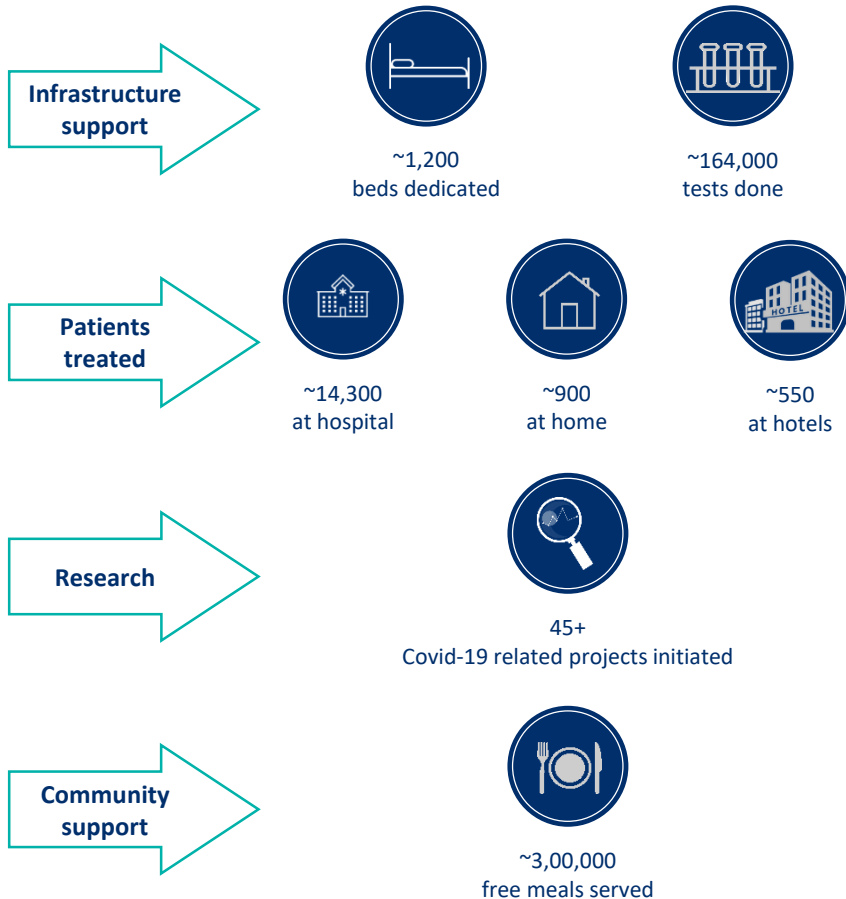 Infrastructure
support
~1,200
beds dedicated
~164,000
tests done
Patients
treated
~14,300
at hospital
~900
at home
HOTEL
~550
at hotels
Research
45+
Covid-19 related projects initiated
Community
support
~3,00,000
free meals served